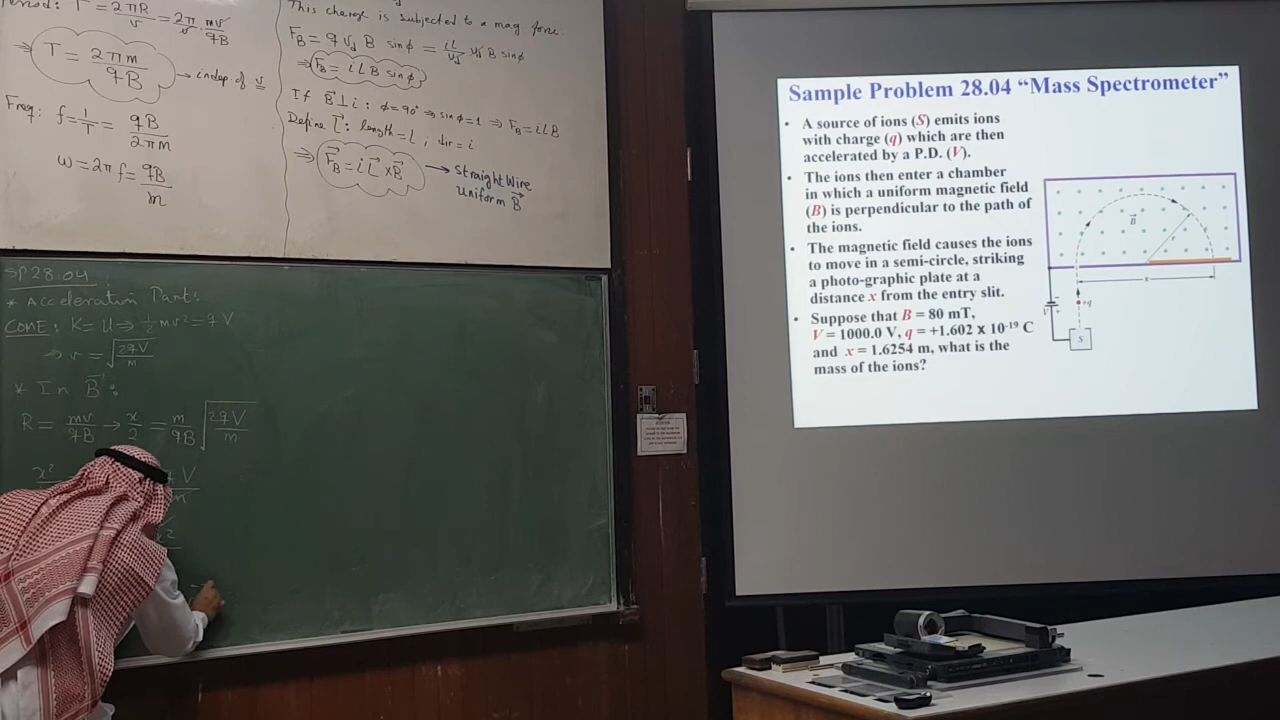 Period: T = 2πR/v = 2π/v · mv/qB
⇒ T = 2πm/qB → indep. of v
Freq: f = 1/T = qB/2πm
ω = 2πf = qB/m
This charge is subjected to a mag force.
F_B = q v_d B sinφ = iL/v_d v_d B sinφ
⇒ F_B = i L B sinφ
If B⃗ ⊥ i : φ = 90° → sinφ = 1 ⇒ F_B = iLB
Define L⃗ : length = L ; dir = i
⇒ F⃗_B = i L⃗ × B⃗ → straight wire
uniform B⃗
SP 28.04
* Acceleration Part:
ConE: K = U ⇒ ½ mv² = qV
⇒ v = √(2qV/m)
* In B⃗ :
R = mv/qB → x/2 = m/qB √(2qV/m)
x²
V/m
x²
Sample Problem 28.04 “Mass Spectrometer”
• A source of ions (S) emits ions
with charge (q) which are then
accelerated by a P.D. (V).
• The ions then enter a chamber
in which a uniform magnetic field
(B) is perpendicular to the path of
the ions.
• The magnetic field causes the ions
to move in a semi-circle, striking
a photo-graphic plate at a
distance x from the entry slit.
• Suppose that B = 80 mT,
V = 1000.0 V, q = +1.602 x 10⁻¹⁹ C
and x = 1.6254 m, what is the
mass of the ions?
B⃗
r
x
+q
V
S